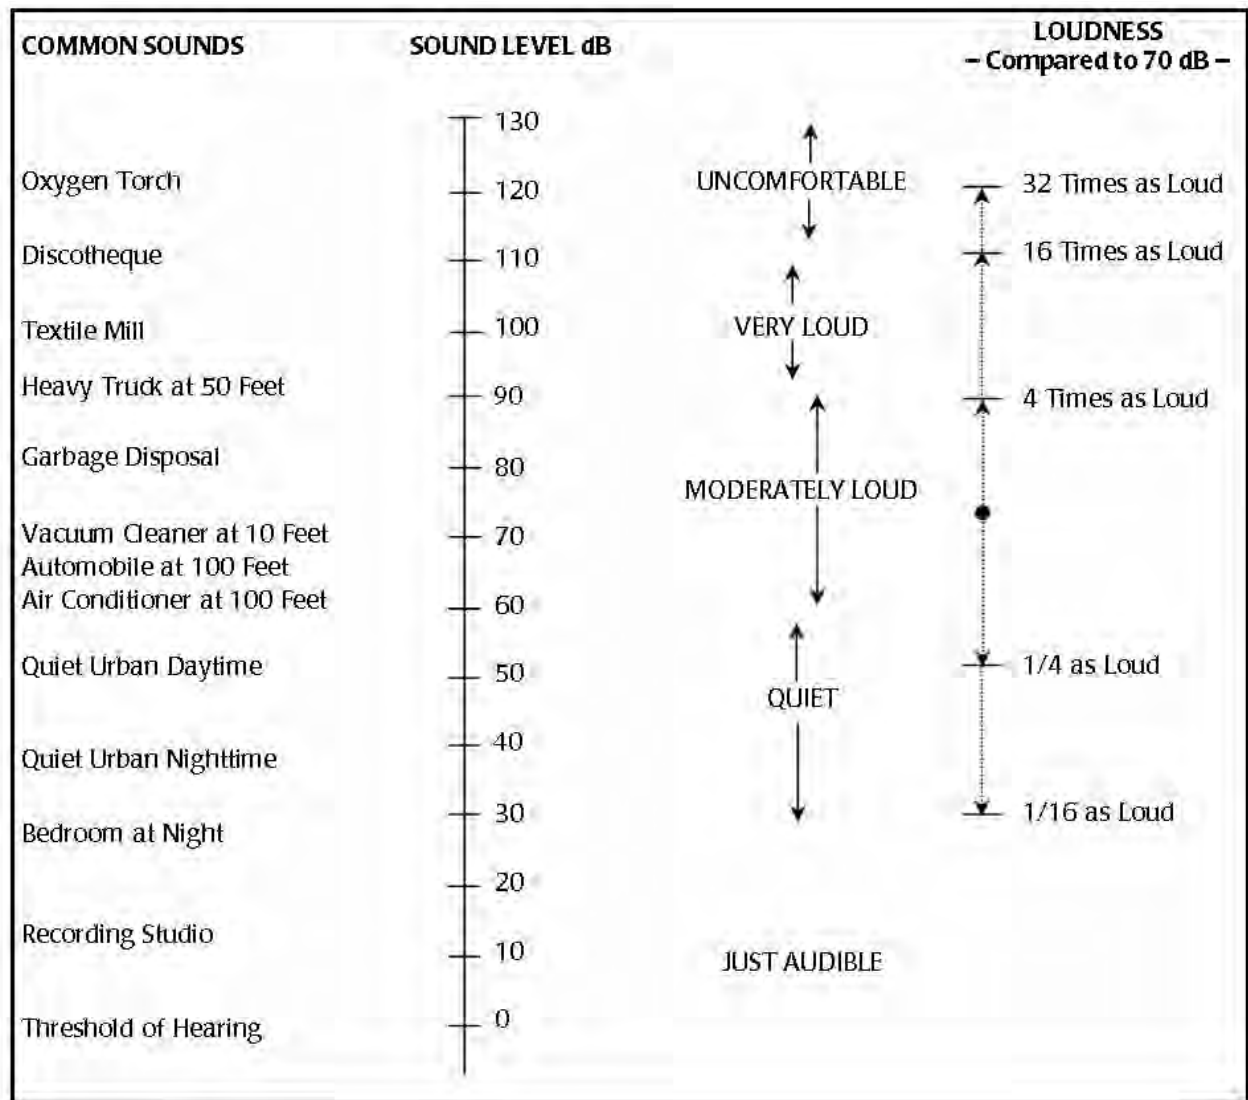 COMMON SOUNDS SOUND LEVEL dB LOUDNESS
– Compared to 70 dB –
130
Oxygen Torch 120 UNCOMFORTABLE 32 Times as Loud
Discotheque 110 16 Times as Loud
Textile Mill 100 VERY LOUD
Heavy Truck at 50 Feet 90 4 Times as Loud
Garbage Disposal 80
MODERATELY LOUD
Vacuum Cleaner at 10 Feet 70
Automobile at 100 Feet
Air Conditioner at 100 Feet 60
Quiet Urban Daytime 50 1/4 as Loud
QUIET
Quiet Urban Nighttime 40
Bedroom at Night 30 1/16 as Loud
20
Recording Studio 10 JUST AUDIBLE
Threshold of Hearing 0